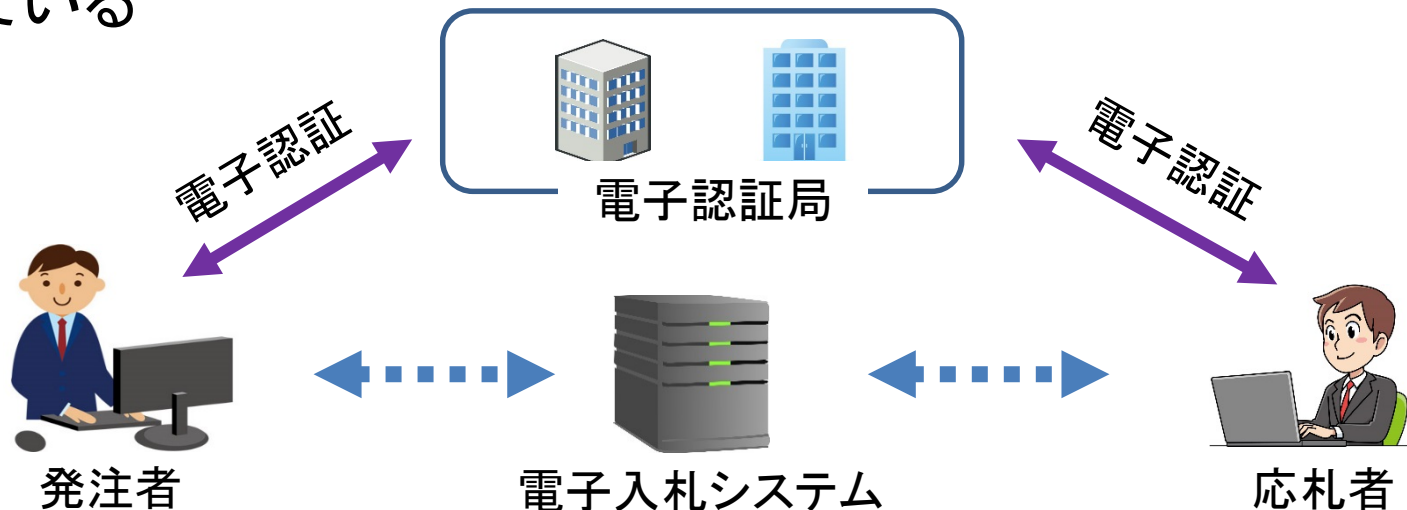 ている
電子認証
電子認証
電子認証局
発注者
電子入札システム
応札者